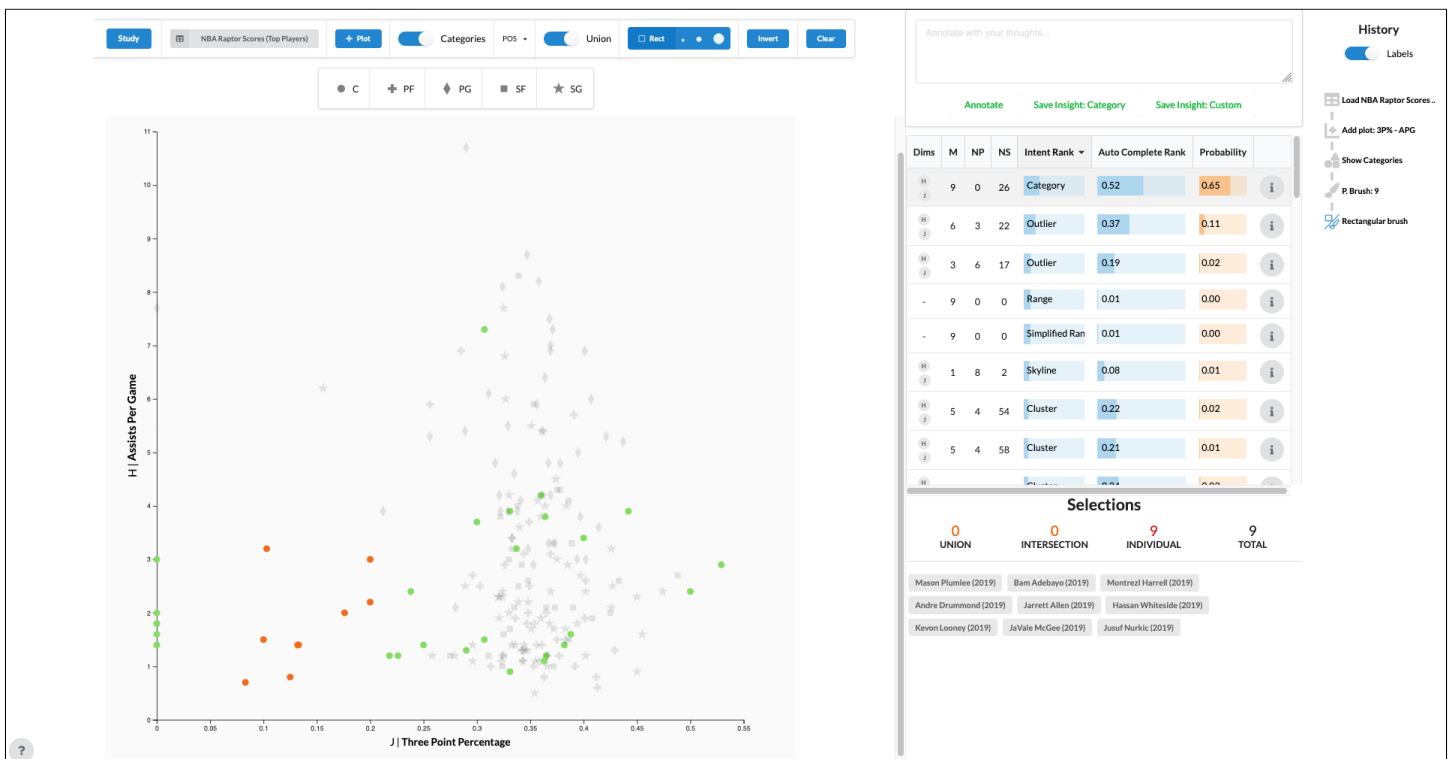 Study
NBA Raptor Scores (Top Players)
+ Plot
Categories
POS
Union
Rect
Invert
Clear
C
PF
PG
SF
SG
11
10
9
8
7
6
5
4
3
2
1
0
H | Assists Per Game
0 0.05 0.1 0.15 0.2 0.25 0.3 0.35 0.4 0.45 0.5 0.55
J | Three Point Percentage
?
Annotate with your thoughts...
Annotate
Save Insight: Category
Save Insight: Custom
Dims M NP NS Intent Rank Auto Complete Rank Probability
H J 9 0 26 Category 0.52 0.65 i
H J 6 3 22 Outlier 0.37 0.11 i
H J 3 6 17 Outlier 0.19 0.02 i
- 9 0 0 Range 0.01 0.00 i
- 9 0 0 Simplified Ran 0.01 0.00 i
H J 1 8 2 Skyline 0.08 0.01 i
H J 5 4 54 Cluster 0.22 0.02 i
H J 5 4 58 Cluster 0.21 0.01 i
Selections
0 0 9 9
UNION INTERSECTION INDIVIDUAL TOTAL
Mason Plumlee (2019) Bam Adebayo (2019) Montrezl Harrell (2019)
Andre Drummond (2019) Jarrett Allen (2019) Hassan Whiteside (2019)
Kevon Looney (2019) JaVale McGee (2019) Jusuf Nurkic (2019)
History
Labels
Load NBA Raptor Scores ..
Add plot: 3P% - APG
Show Categories
P. Brush: 9
Rectangular brush